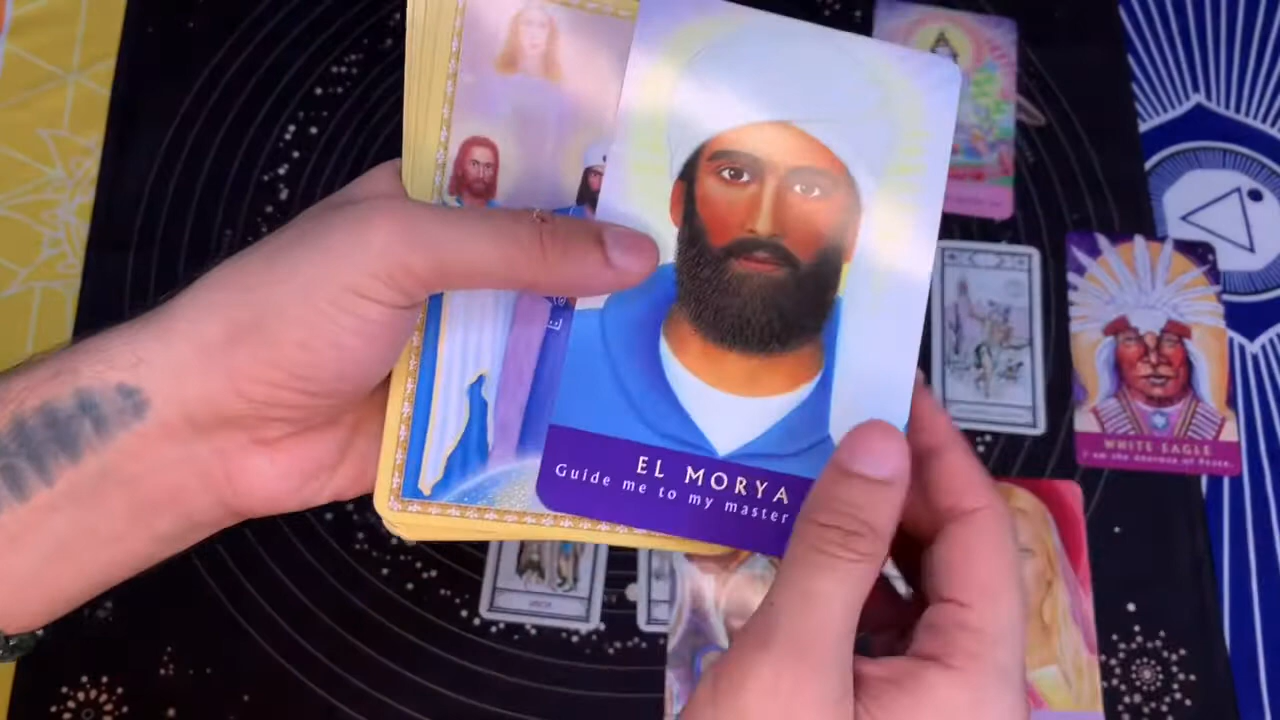 EL MORYA
Guide me to my master
WHITE EAGLE
I am the essence of Peace.